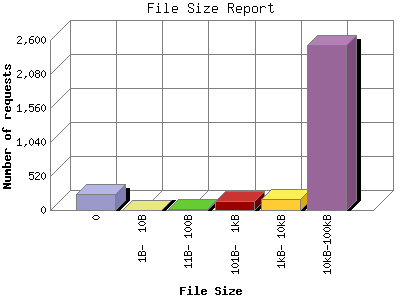 File Size Report
Number of requests
2,600
2,080
1,560
1,040
520
0
0
1B- 10B
11B- 100B
101B- 1kB
1kB- 10kB
10kB-100kB
File Size